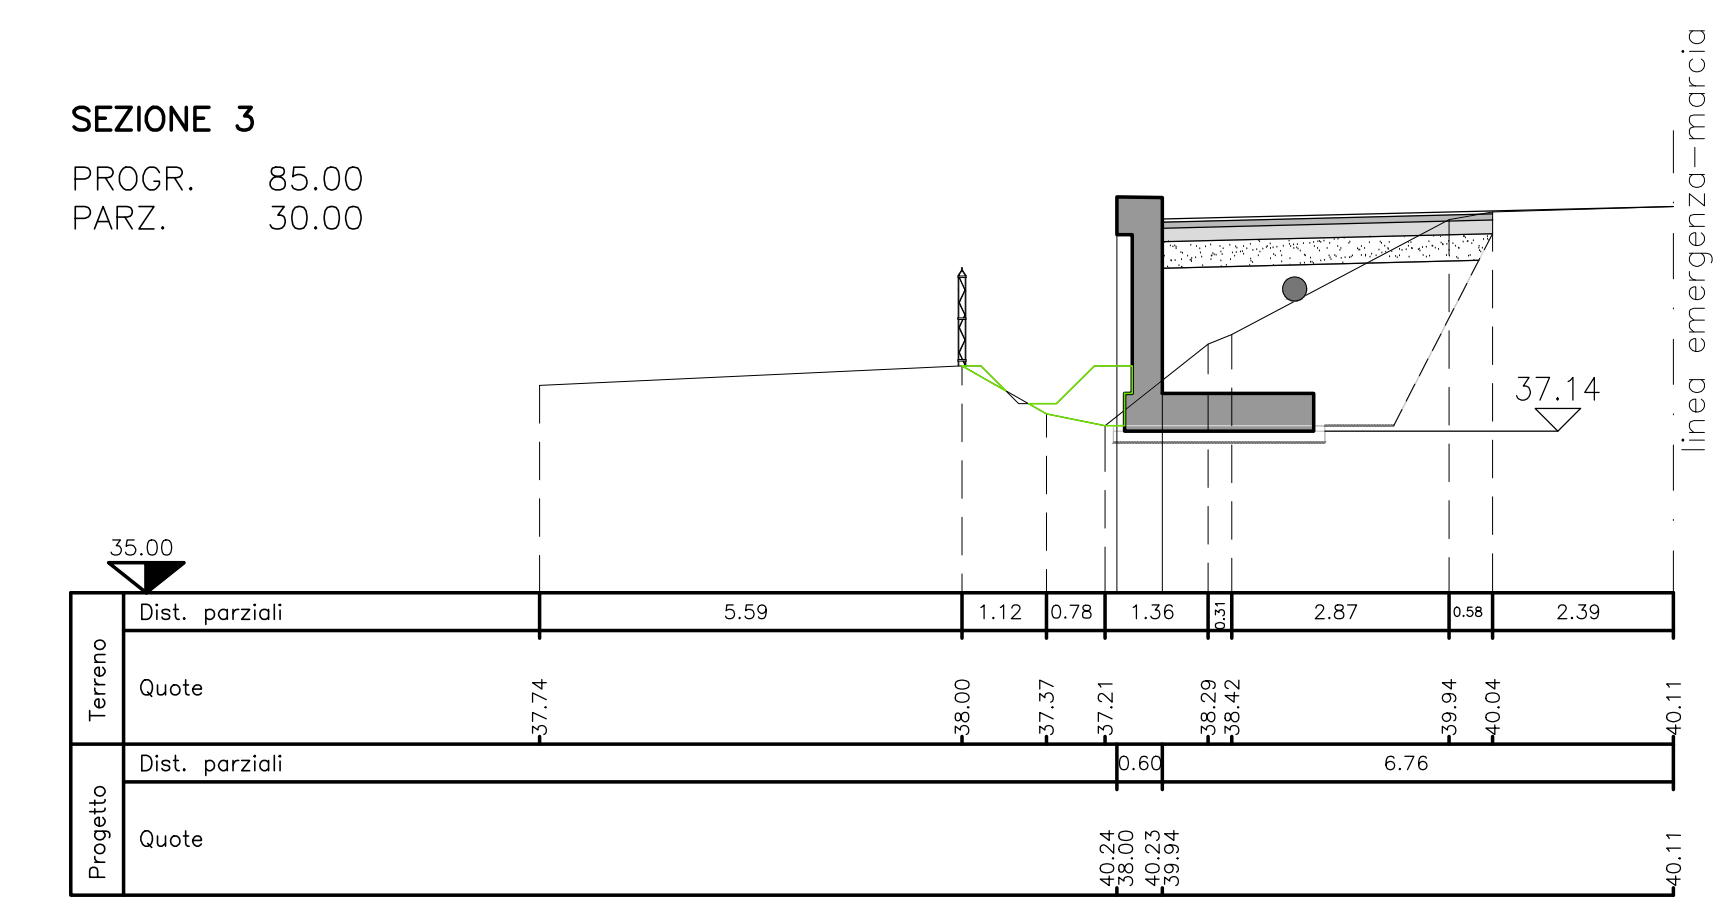 SEZIONE 3
PROGR. 85.00
PARZ. 30.00
linea emergenza-marcia
37.14
35.00
Terreno
Dist. parziali 5.59 1.12 0.78 1.36 0.31 2.87 0.58 2.39
Quote 37.74 38.00 37.37 37.21 38.29 38.42 39.94 40.04 40.11
Progetto
Dist. parziali 0.60 6.76
Quote 40.24 38.00 40.23 39.94 40.11